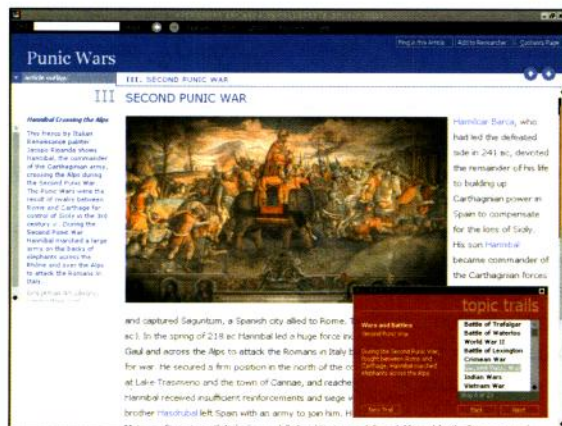 Find in this Article
Add to Researcher
Contents Page
Punic Wars
article outline
III. SECOND PUNIC WAR
III SECOND PUNIC WAR
Hannibal Crossing the Alps
This fresco by Italian
Renaissance painter
Jacopo Ripanda shows
Hannibal, the commander
of the Carthaginian army,
crossing the Alps during
the Second Punic War.
The Punic Wars were the
result of rivalry between
Rome and Carthage for
control of Sicily in the 3rd
century
During the
Second Punic War
Hannibal marched a large
army on the backs of
elephants across the
Rhône and over the Alps
to attack the Romans in
Italy.
Hamilcar Barca, who
had led the defeated
side in 241 BC, devoted
the remainder of his life
to building up
Carthaginian power in
Spain to compensate
for the loss of Sicily.
His son Hannibal
became commander of
the Carthaginian forces
and captured Saguntum, a Spanish city allied to Rome.
BC). In the spring of 218 BC Hannibal led a huge force
Gaul and across the Alps to attack the Romans in Italy
for war. He secured a firm position in the north of the
at Lake Trasimeno and the town of Cannae, and reache
Hannibal received insufficient reinforcements and siege
brother Hasdrubal left Spain with an army to join him.
topic trails
Wars and Battles
Second Punic War
During the Second Punic War,
fought between Rome and
Carthage, Hannibal marched
elephants across the Alps.
Battle of Trafalgar
Battle of Waterloo
World War II
Battle of Lexington
Crimean War
Second Punic War
Indian Wars
Vietnam War
New Trail
Back
Next